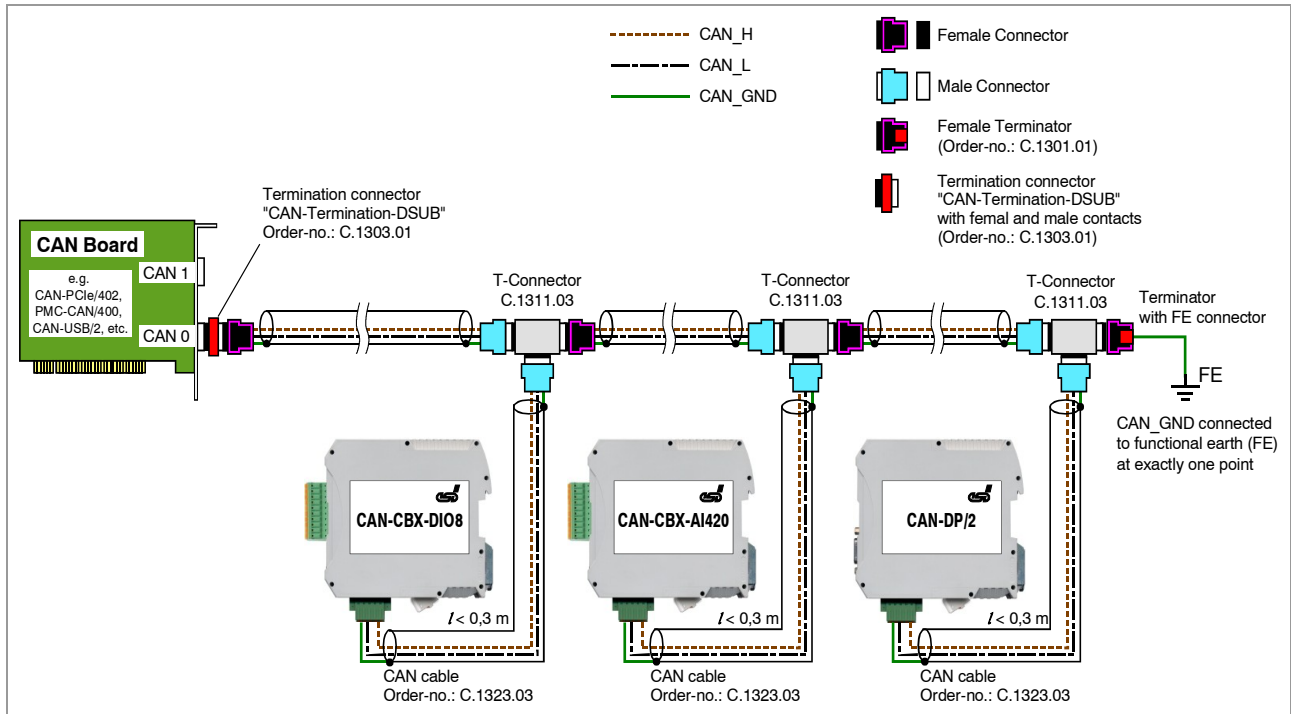 CAN_H
CAN_L
CAN_GND
Female Connector
Male Connector
Female Terminator
(Order-no.: C.1301.01)
Termination connector
"CAN-Termination-DSUB"
with femal and male contacts
(Order-no.: C.1303.01)
Termination connector
"CAN-Termination-DSUB"
Order-no.: C.1303.01
CAN Board
e.g.
CAN-PCIe/402,
PMC-CAN/400,
CAN-USB/2, etc.
CAN 1
CAN 0
T-Connector
C.1311.03
T-Connector
C.1311.03
T-Connector
C.1311.03
Terminator
with FE connector
FE
CAN_GND connected
to functional earth (FE)
at exactly one point
esd
CAN-CBX-DIO8
esd
CAN-CBX-AI420
esd
CAN-DP/2
l < 0,3 m
l < 0,3 m
l < 0,3 m
CAN cable
Order-no.: C.1323.03
CAN cable
Order-no.: C.1323.03
CAN cable
Order-no.: C.1323.03